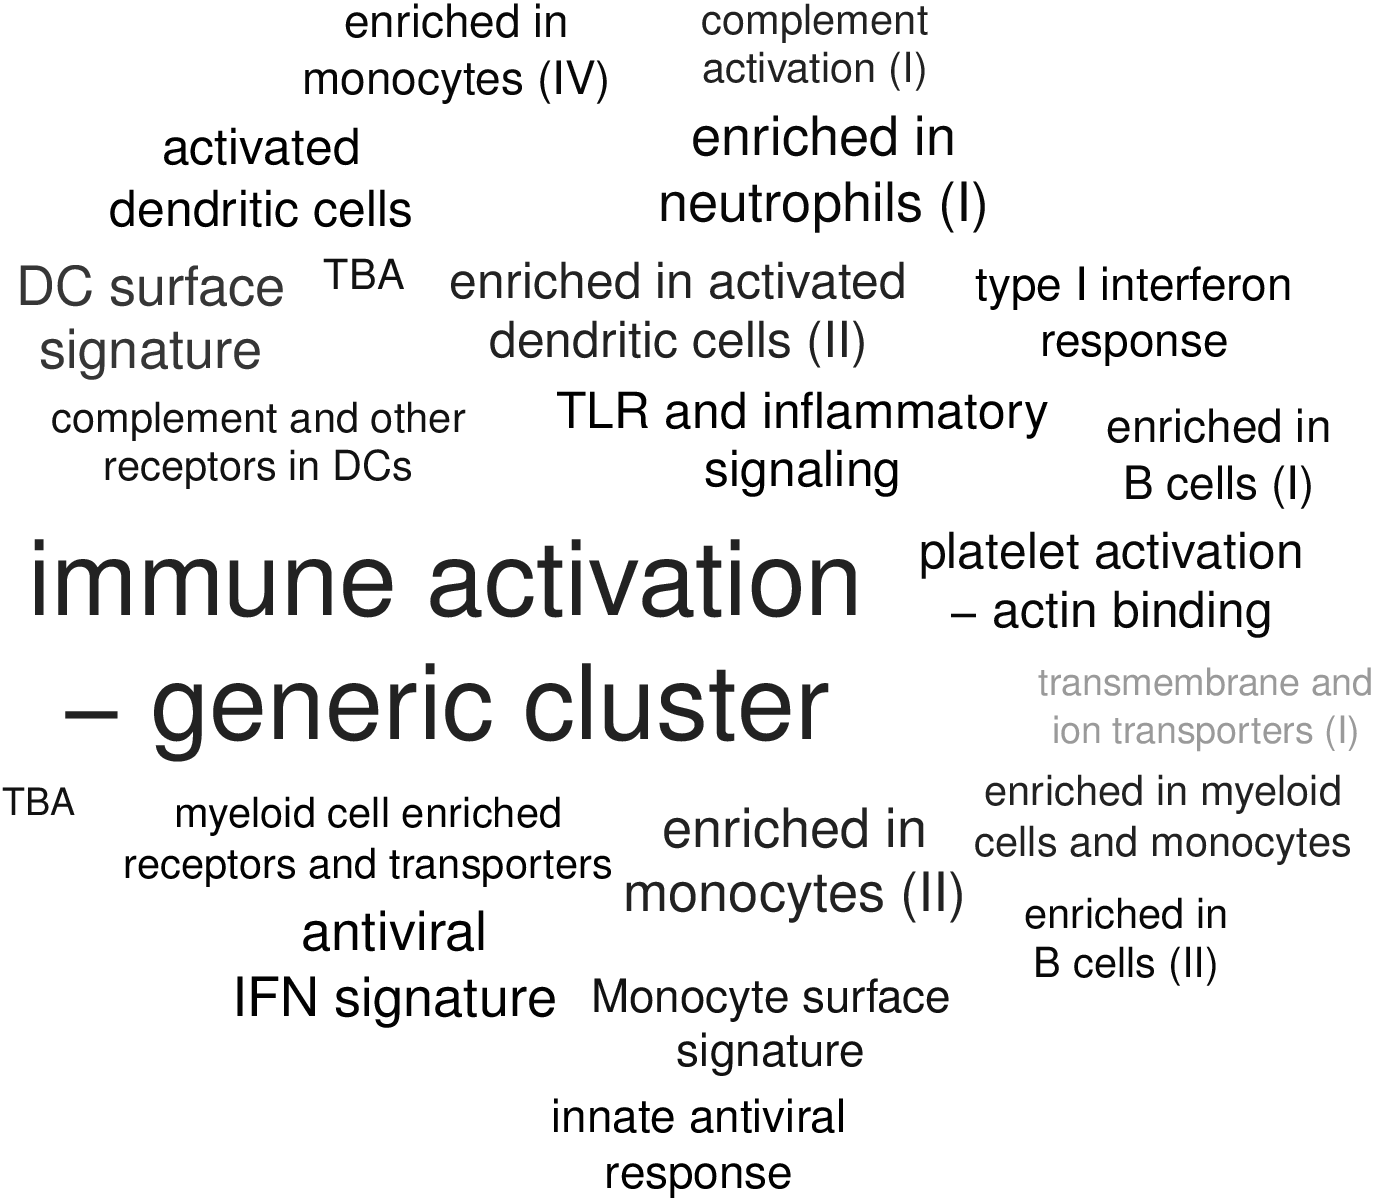 enriched in
monocytes (IV)
complement
activation (I)
activated
dendritic cells
enriched in
neutrophils (I)
DC surface
signature
TBA
enriched in activated
dendritic cells (II)
type I interferon
response
complement and other
receptors in DCs
TLR and inflammatory
signaling
enriched in
B cells (I)
immune activation
– generic cluster
platelet activation
– actin binding
transmembrane and
ion transporters (I)
TBA
myeloid cell enriched
receptors and transporters
enriched in
monocytes (II)
enriched in myeloid
cells and monocytes
antiviral
IFN signature
enriched in
B cells (II)
Monocyte surface
signature
innate antiviral
response